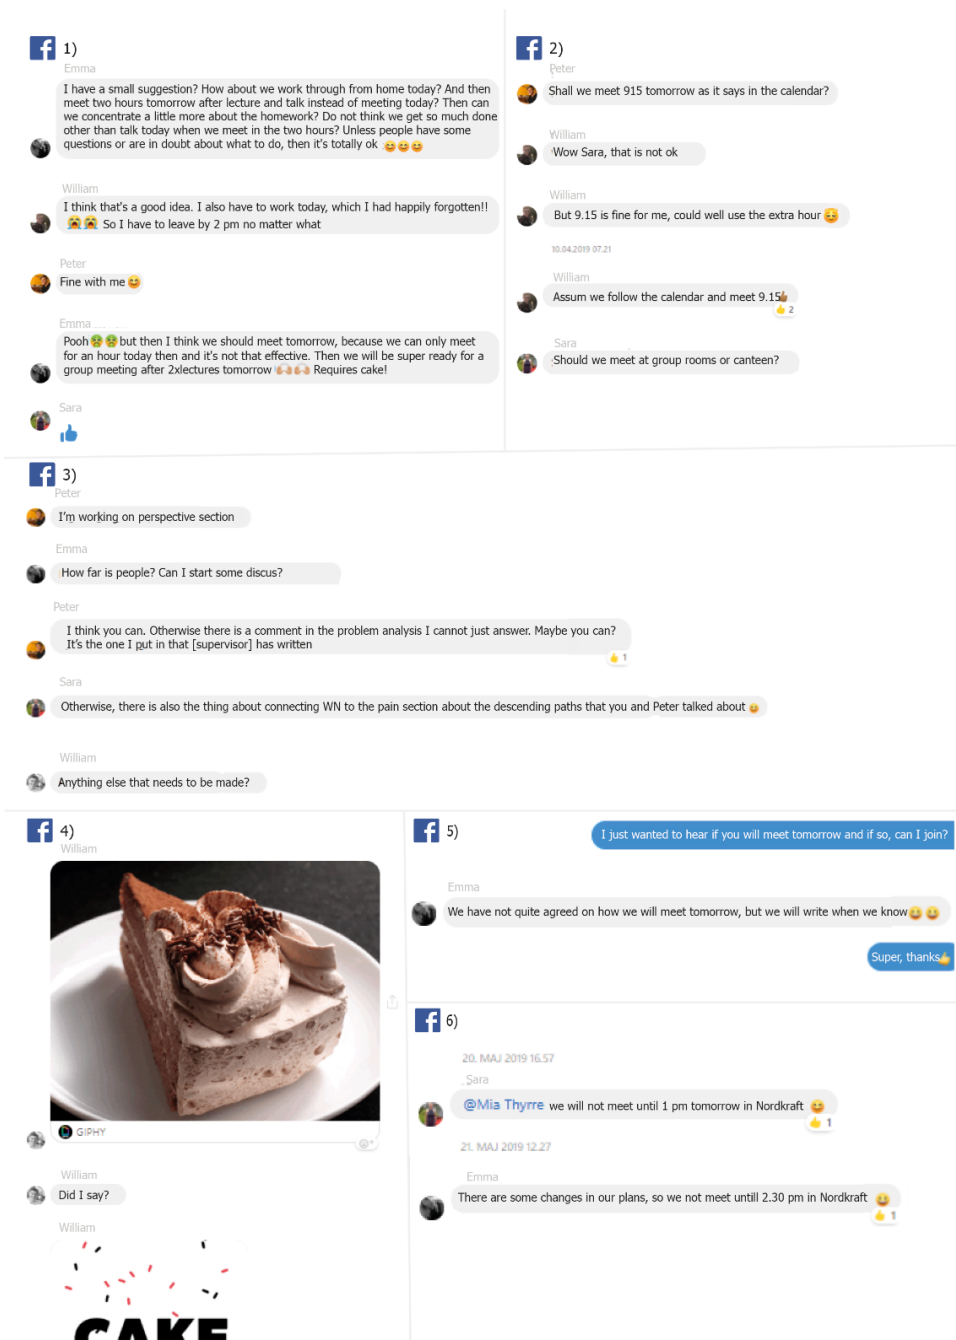 1)
Emma
I have a small suggestion? How about we work through from home today? And then
meet two hours tomorrow after lecture and talk instead of meeting today? Then can
we concentrate a little more about the homework? Do not think we get so much done
other than talk today when we meet in the two hours? Unless people have some
questions or are in doubt about what to do, then it's totally ok 😄😄😄
William
I think that's a good idea. I also have to work today, which I had happily forgotten!!
😭😭 So I have to leave by 2 pm no matter what
Peter
Fine with me 😅
Emma
Pooh 🤢🤢 but then I think we should meet tomorrow, because we can only meet
for an hour today then and it's not that effective. Then we will be super ready for a
group meeting after 2xlectures tomorrow 🙌🏻🙌🏻 Requires cake!
Sara
👍
2)
Peter
Shall we meet 915 tomorrow as it says in the calendar?
William
Wow Sara, that is not ok
William
But 9.15 is fine for me, could well use the extra hour 😊
10.04.2019 07.21
William
Assum we follow the calendar and meet 9.15👍🏾
👍 2
Sara
Should we meet at group rooms or canteen?
3)
Peter
I'm working on perspective section
Emma
How far is people? Can I start some discus?
Peter
I think you can. Otherwise there is a comment in the problem analysis I cannot just answer. Maybe you can?
It's the one I put in that [supervisor] has written
👍 1
Sara
Otherwise, there is also the thing about connecting WN to the pain section about the descending paths that you and Peter talked about 😄
William
Anything else that needs to be made?
4)
William
GIPHY
William
Did I say?
William
CAKE
5)
I just wanted to hear if you will meet tomorrow and if so, can I join?
Emma
We have not quite agreed on how we will meet tomorrow, but we will write when we know😂 😂
Super, thanks👍
6)
20. MAJ 2019 16.57
Sara
@Mia Thyrre we will not meet until 1 pm tomorrow in Nordkraft 😅
👍 1
21. MAJ 2019 12.27
Emma
There are some changes in our plans, so we not meet untill 2.30 pm in Nordkraft 😂
👍 1